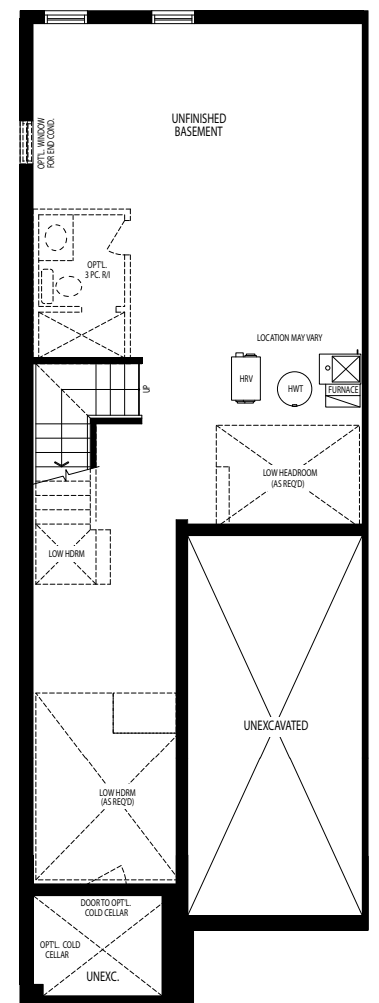 UNFINISHED
BASEMENT
OPT'L. WINDOW
FOR END COND.
OPT'L.
3 PC. R/I
LOCATION MAY VARY
HRV
HWT
FURNACE
UP
LOW HEADROOM
(AS REQ'D)
LOW HDRM
UNEXCAVATED
LOW HDRM
(AS REQ'D)
DOOR TO OPT'L.
COLD CELLAR
OPT'L. COLD
CELLAR
UNEXC.